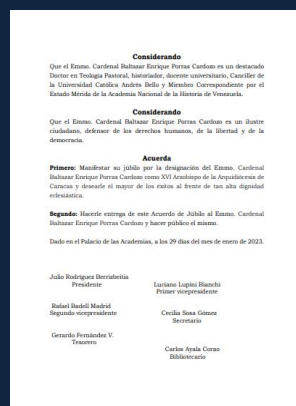 Considerando
Que el Emmo. Cardenal Baltazar Enrique Porras Cardozo es un destacado
Doctor en Teología Pastoral, historiador, docente universitario, Canciller de
la Universidad Católica Andrés Bello y Miembro Correspondiente por el
Estado Mérida de la Academia Nacional de la Historia de Venezuela.
Considerando
Que el Emmo. Cardenal Baltazar Enrique Porras Cardozo es un ilustre
ciudadano, defensor de los derechos humanos, de la libertad y de la
democracia.
Acuerda
Primero: Manifestar su júbilo por la designación del Emmo. Cardenal
Baltazar Enrique Porras Cardozo como XVI Arzobispo de la Arquidiócesis de
Caracas y desearle el mayor de los éxitos al frente de tan alta dignidad
eclesiástica.
Segundo: Hacerle entrega de este Acuerdo de Júbilo al Emmo. Cardenal
Baltazar Enrique Porras Cardozo y hacer público el mismo.
Dado en el Palacio de las Academias, a los 29 días del mes de enero de 2023.
Julio Rodríguez Berrizbeitia
Presidente
Luciano Lupini Bianchi
Primer vicepresidente
Rafael Badell Madrid
Segundo vicepresidente
Cecilia Sosa Gómez
Secretario
Gerardo Fernández V.
Tesorero
Carlos Ayala Corao
Bibliotecario